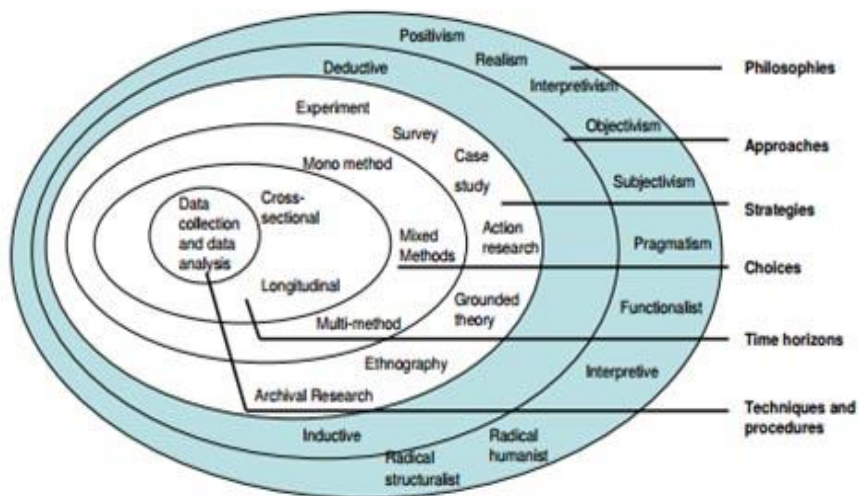 Positivism
Realism
Deductive
Interpretivism
Philosophies
Experiment
Objectivism
Survey
Approaches
Mono method
Case
study
Subjectivism
Strategies
Data
collection
and data
analysis
Cross-
sectional
Mixed
Methods
Action
research
Pragmatism
Choices
Longitudinal
Grounded
theory
Functionalist
Multi-method
Time horizons
Ethnography
Interpretive
Archival Research
Techniques and
procedures
Inductive
Radical
humanist
Radical
structuralist